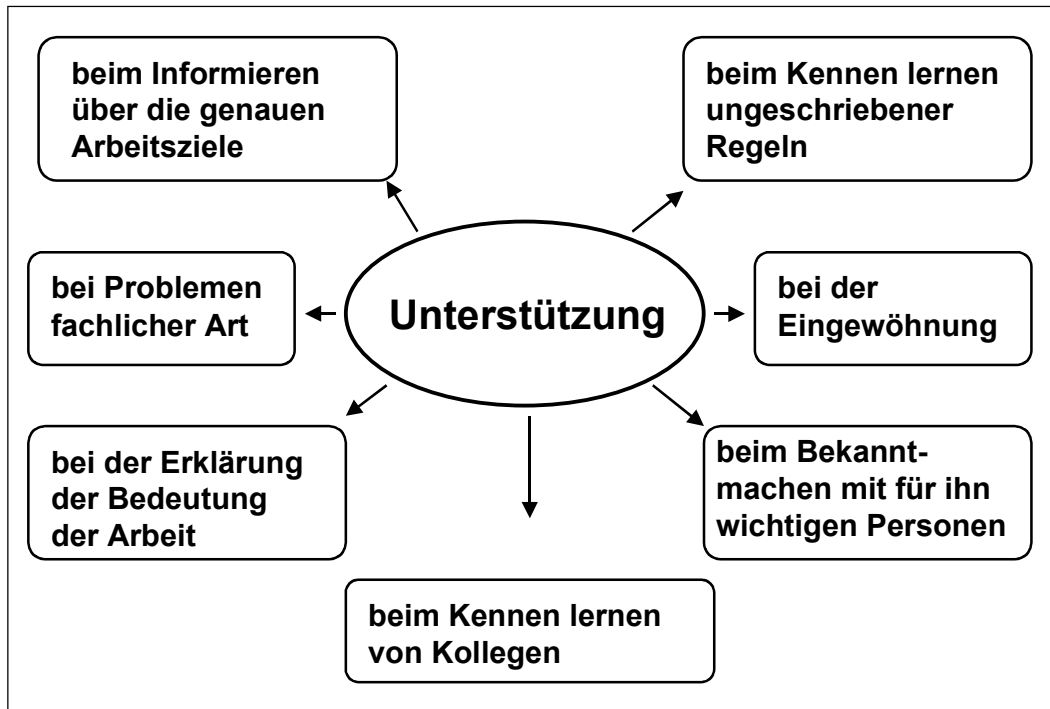 beim Informieren
über die genauen
Arbeitsziele
beim Kennen lernen
ungeschriebener
Regeln
bei Problemen
fachlicher Art
Unterstützung
bei der
Eingewöhnung
bei der Erklärung
der Bedeutung
der Arbeit
beim Bekannt-
machen mit für ihn
wichtigen Personen
beim Kennen lernen
von Kollegen